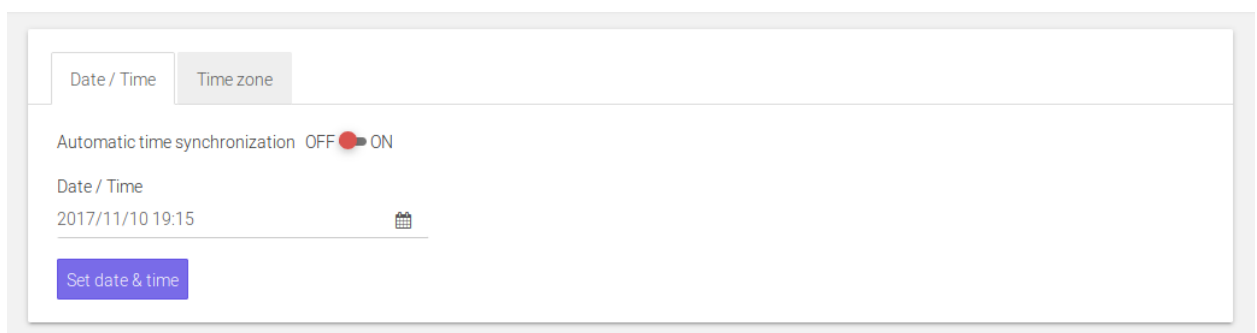 Date / Time Time zone
Automatic time synchronization OFF ON
Date / Time
2017/11/10 19:15
Set date & time